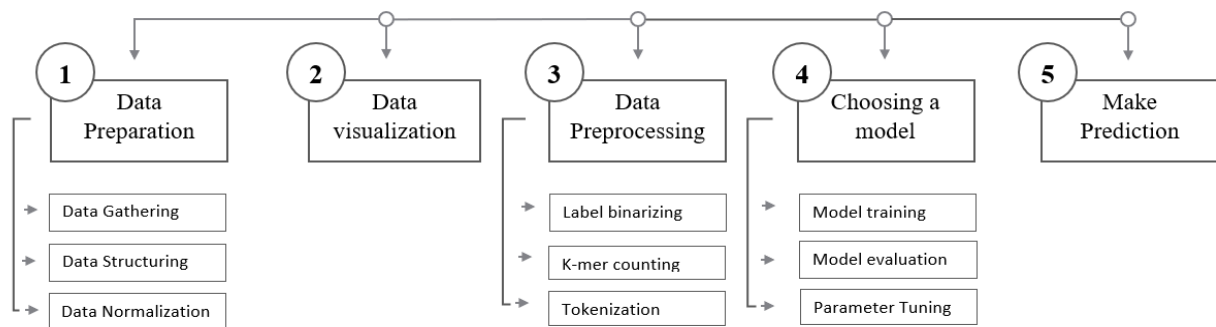 1
Data
Preparation
Data Gathering
Data Structuring
Data Normalization
2
Data
visualization
3
Data
Preprocessing
Label binarizing
K-mer counting
Tokenization
4
Choosing a
model
Model training
Model evaluation
Parameter Tuning
5
Make
Prediction